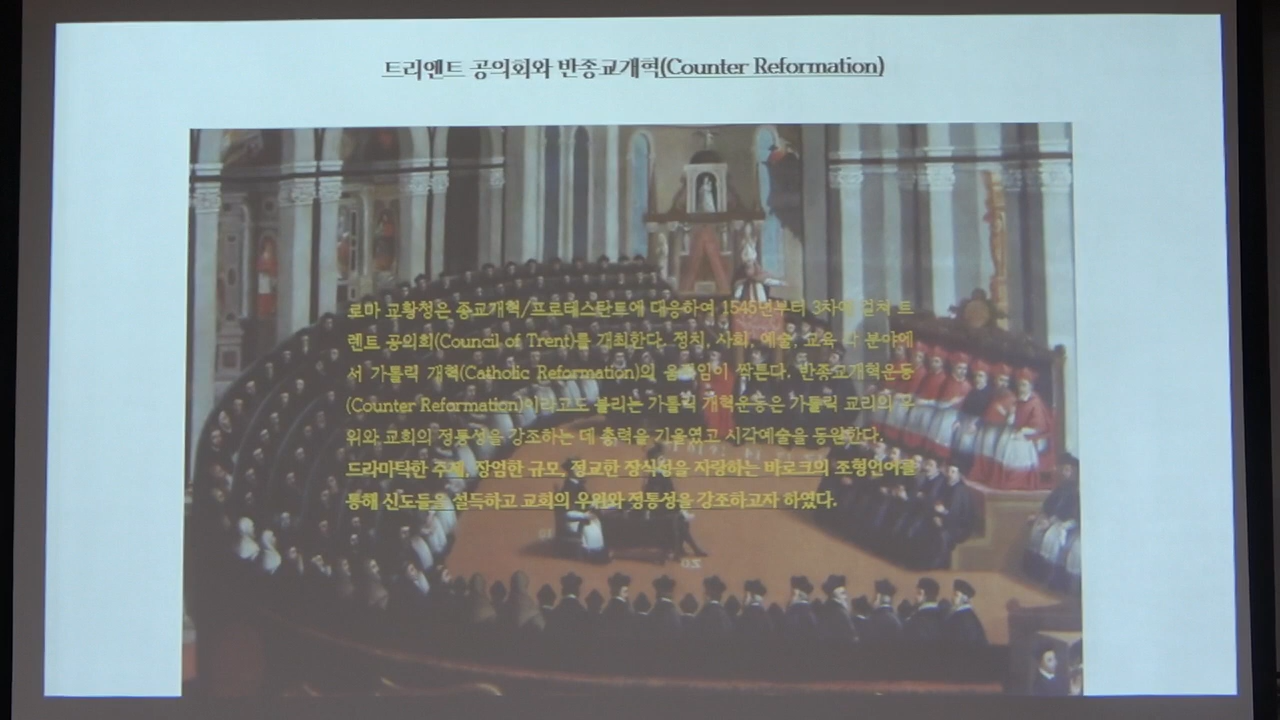 트리엔트 공의회와 반종교개혁(Counter Reformation)
로마 교황청은 종교개혁/프로테스탄트에 대응하여 1545년부터 3차에 걸쳐 트
렌트 공의회(Council of Trent)를 개최한다. 정치, 사회, 예술, 교육 각 분야에
서 가톨릭 개혁(Catholic Reformation)의 움직임이 싹튼다. 반종교개혁운동
(Counter Reformation)이라고도 불리는 가톨릭 개혁운동은 가톨릭 교리의 우
위와 교회의 정통성을 강조하는 데 총력을 기울였고 시각예술을 동원한다.
드라마틱한 주제, 장엄한 규모, 정교한 장식성을 자랑하는 바로크의 조형언어를
통해 신도들을 설득하고 교회의 우위와 정통성을 강조하고자 하였다.